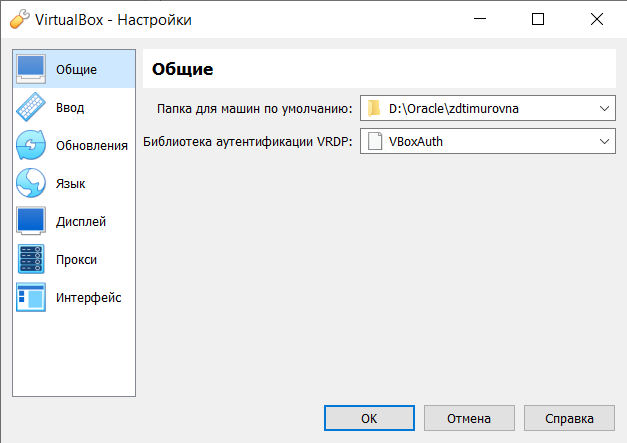 VirtualBox - Настройки
Общие
Ввод
Обновления
Язык
Дисплей
Прокси
Интерфейс
Общие
Папка для машин по умолчанию: D:\Oracle\zdtimurovna
Библиотека аутентификации VRDP: VBoxAuth
OK Отмена Справка